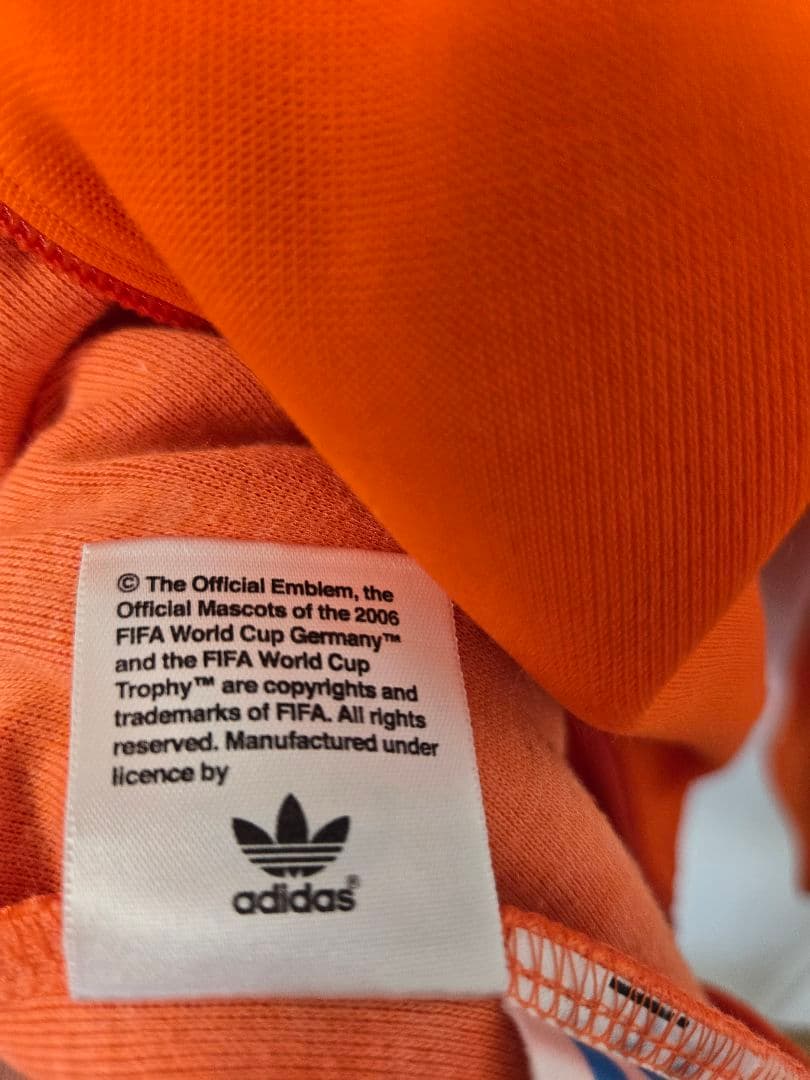 © The Official Emblem, the
Official Mascots of the 2006
FIFA World Cup Germany™
and the FIFA World Cup
Trophy™ are copyrights and
trademarks of FIFA. All rights
reserved. Manufactured under
licence by
adidas®